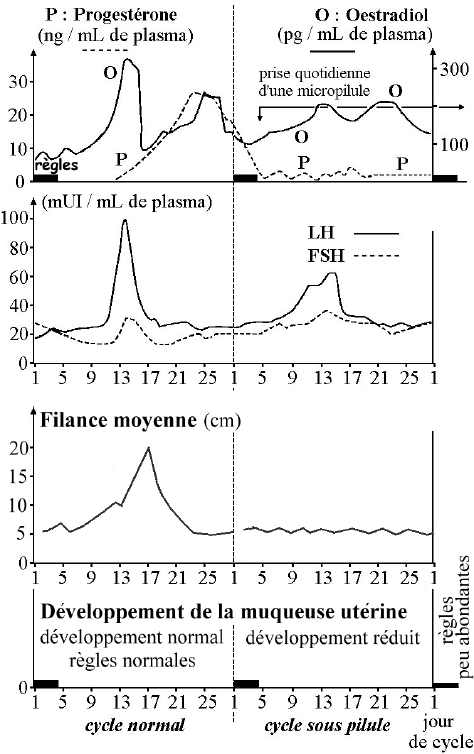 P : Progestérone
(ng / mL de plasma)
O : Oestradiol
(pg / mL de plasma)
30
20
10
0
O
P
règles
prise quotidienne
d'une micropilule
O
O
P
P
300
200
100
(mUI / mL de plasma)
100
80
60
40
20
0
LH
FSH
1 5 9 13 17 21 25 1 5 9 13 17 21 25 1
Filance moyenne (cm)
20
15
10
5
0
1 5 9 13 17 21 25 1 5 9 13 17 21 25 1
Développement de la muqueuse utérine
développement normal
règles normales
développement réduit
règles
peu abondantes
0
1 5 9 13 17 21 25 1 5 9 13 17 21 25 1
cycle normal
cycle sous pilule
jour
de cycle